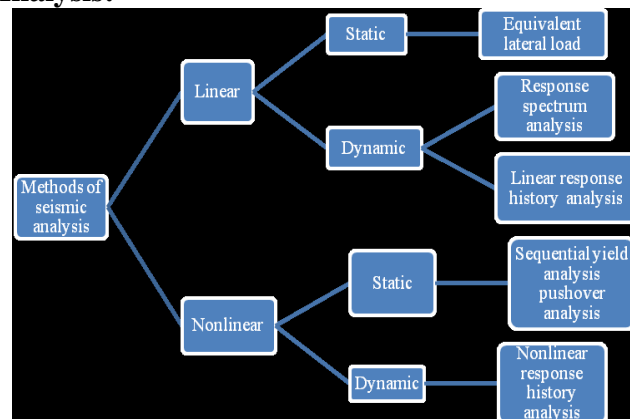 Static
Equivalent
lateral load
Linear
Response
spectrum
analysis
Dynamic
Linear response
history analysis
Methods of
seismic
analysis
Sequential yield
analysis
pushover
analysis
Static
Nonlinear
Nonlinear
response
history
analysis
Dynamic